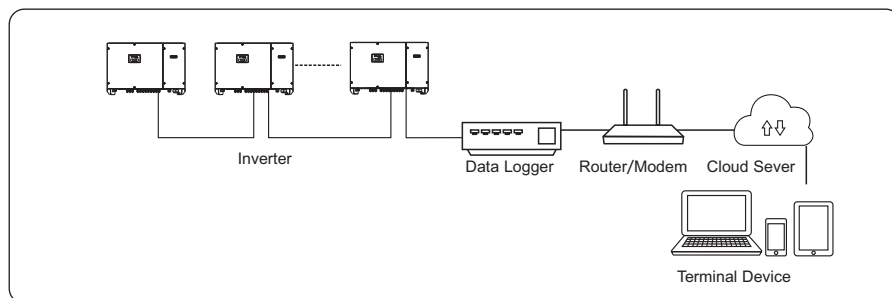 Inverter
Data Logger
Router/Modem
Cloud Sever
Terminal Device